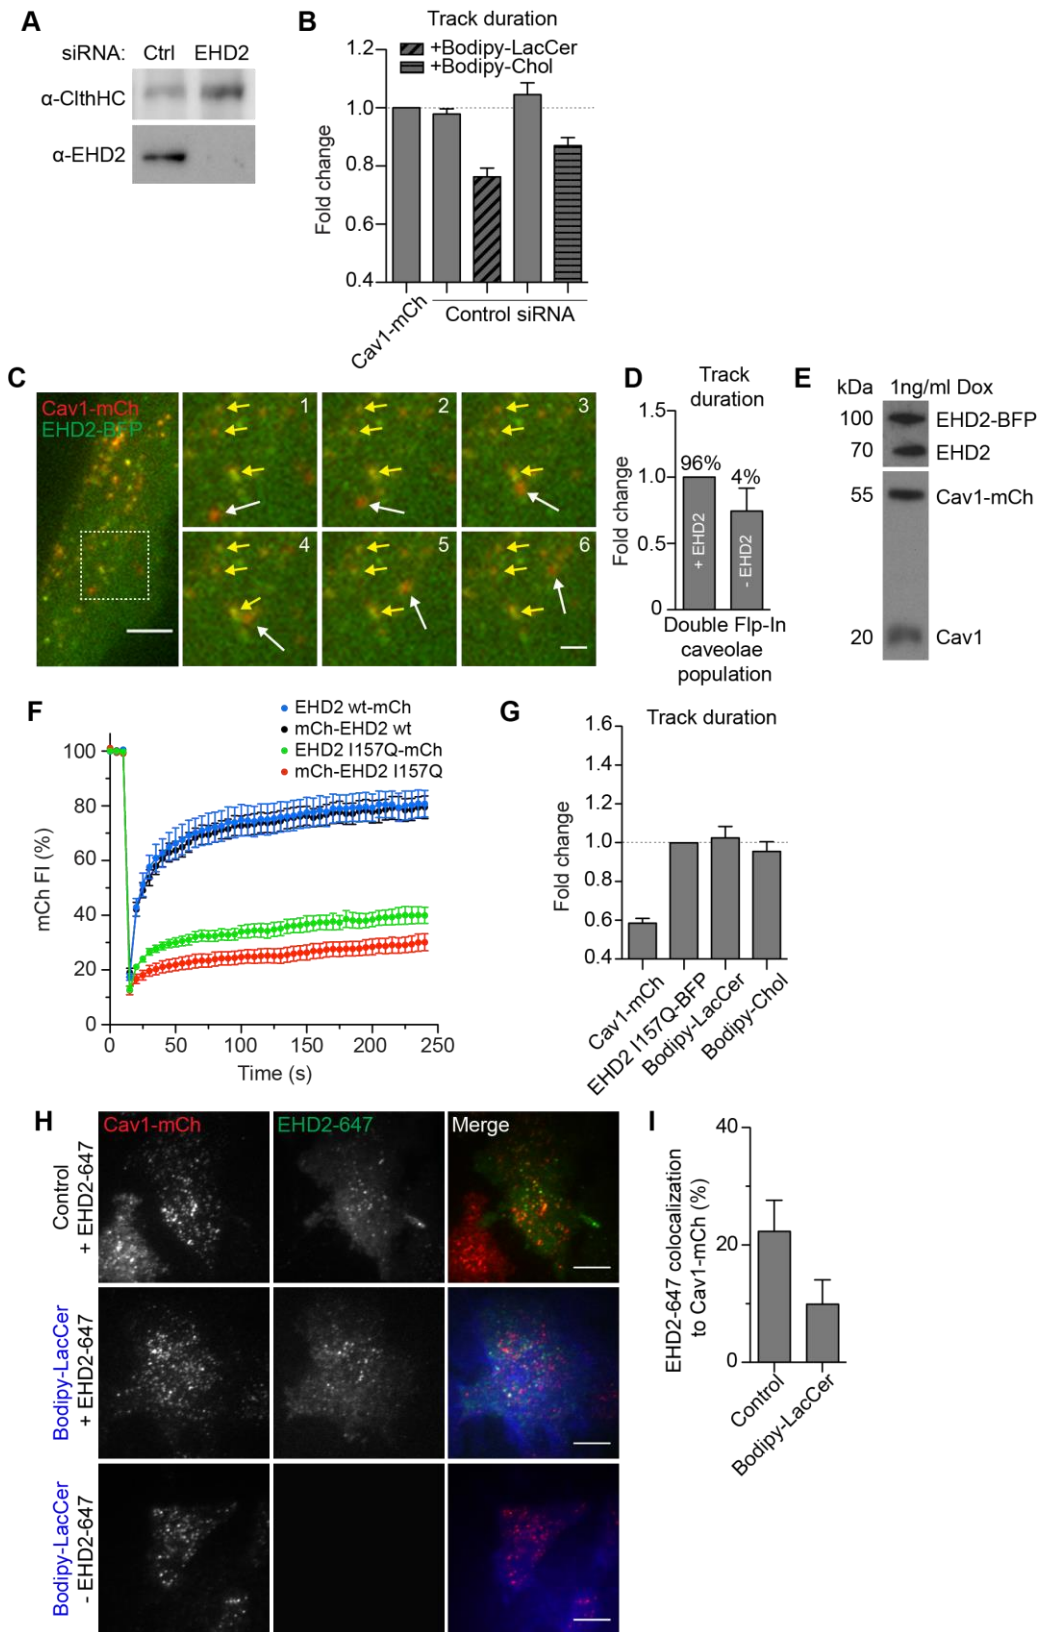 A
siRNA: Ctrl EHD2
α-ClthHC
α-EHD2
B
Track duration
+Bodipy-LacCer
+Bodipy-Chol
Fold change
1.2
1.0
0.8
0.6
0.4
Cav1-mCh
Control siRNA
C
Cav1-mCh
EHD2-BFP
1
2
3
4
5
6
D
Track
duration
Fold change
1.5
1.0
0.5
0
96%
4%
+ EHD2
- EHD2
Double Flp-In
caveolae
population
E
kDa 1ng/ml Dox
100 EHD2-BFP
70 EHD2
55 Cav1-mCh
20 Cav1
F
EHD2 wt-mCh
mCh-EHD2 wt
EHD2 I157Q-mCh
mCh-EHD2 I157Q
mCh FI (%)
100
80
60
40
20
0
0 50 100 150 200 250
Time (s)
G
Track duration
Fold change
1.6
1.4
1.2
1.0
0.8
0.6
0.4
Cav1-mCh
EHD2 I157Q-BFP
Bodipy-LacCer
Bodipy-Chol
H
Cav1-mCh
EHD2-647
Merge
Control
+ EHD2-647
Bodipy-LacCer
+ EHD2-647
Bodipy-LacCer
- EHD2-647
I
EHD2-647 colocalization
to Cav1-mCh (%)
40
20
0
Control
Bodipy-LacCer